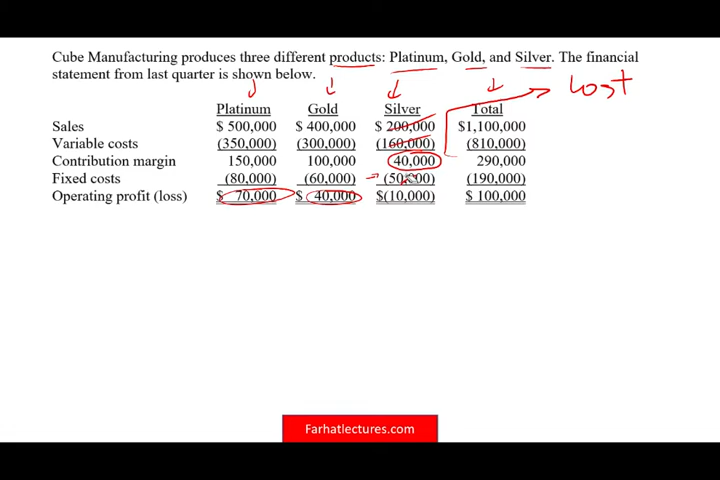 Cube Manufacturing produces three different products: Platinum, Gold, and Silver. The financial
statement from last quarter is shown below.
Lost
Platinum Gold Silver Total
Sales $ 500,000 $ 400,000 $ 200,000 $1,100,000
Variable costs (350,000) (300,000) (160,000) (810,000)
Contribution margin 150,000 100,000 40,000 290,000
Fixed costs (80,000) (60,000) (50,000) (190,000)
Operating profit (loss) $ 70,000 $ 40,000 $(10,000) $ 100,000
Farhatlectures.com